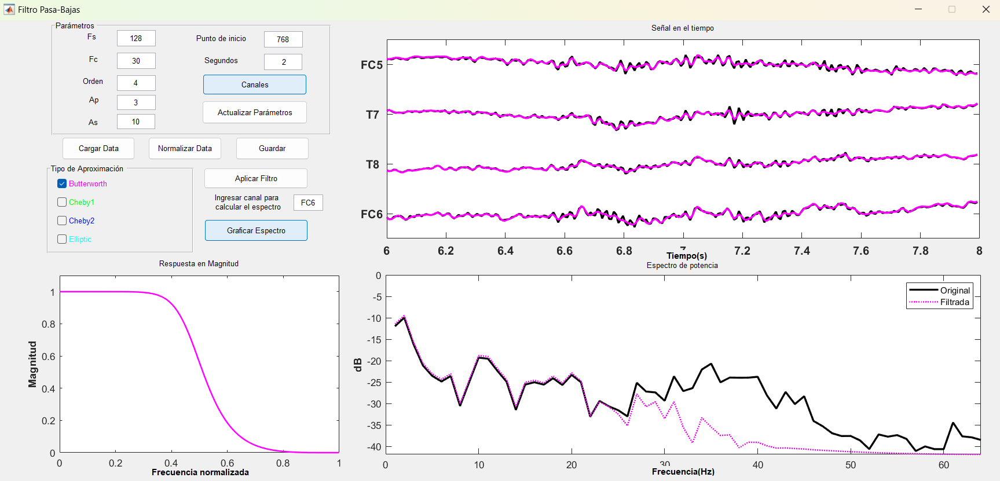 Filtro Pasa-Bajas
Parámetros
Fs 128
Fc 30
Orden 4
Ap 3
As 10
Punto de inicio 768
Segundos 2
Canales
Actualizar Parámetros
Cargar Data
Normalizar Data
Guardar
Tipo de Aproximación
Butterworth
Cheby1
Cheby2
Elliptic
Aplicar Filtro
Ingresar canal para
calcular el espectro
FC6
Graficar Espectro
Señal en el tiempo
FC5
T7
T8
FC6
6 6.2 6.4 6.6 6.8 7 7.2 7.4 7.6 7.8 8
Tiempo(s)
Respuesta en Magnitud
Magnitud
1
0.8
0.6
0.4
0.2
0
0 0.2 0.4 0.6 0.8 1
Frecuencia normalizada
Espectro de potencia
dB
0
-5
-10
-15
-20
-25
-30
-35
-40
Original
Filtrada
0 10 20 30 40 50 60
Frecuencia(Hz)